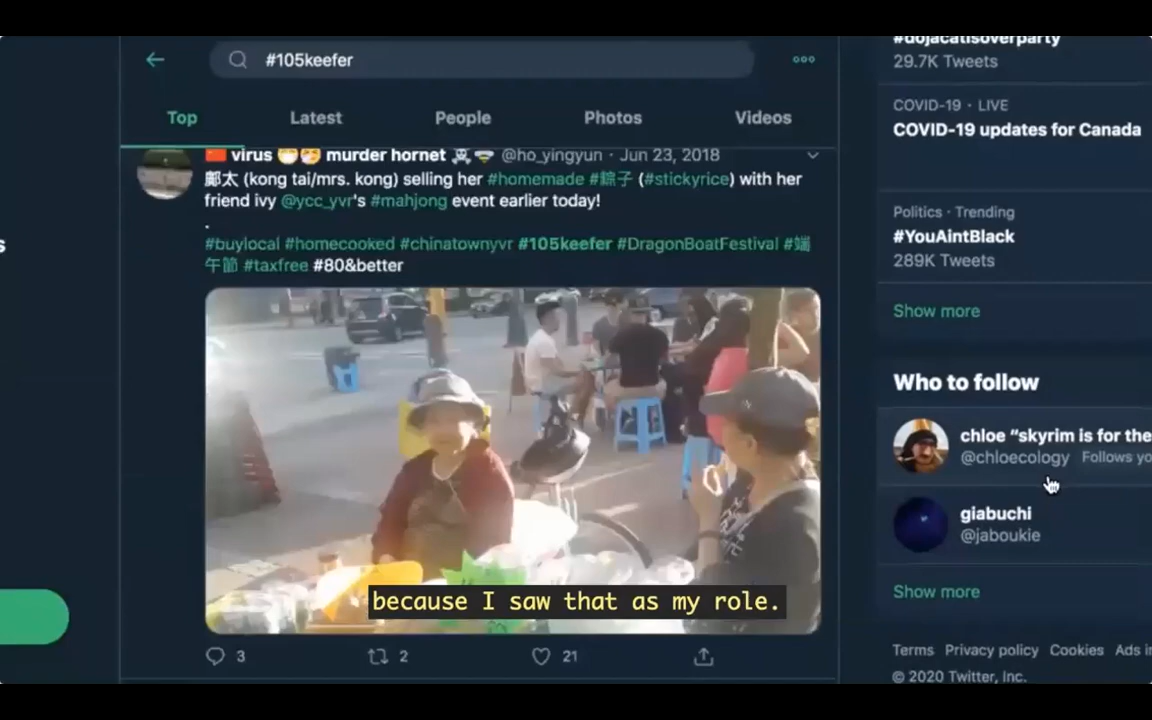 #105keefer
Top
Latest
People
Photos
Videos
virus murder hornet @ho_yingyun · Jun 23, 2018
鄺太 (kong tai/mrs. kong) selling her #homemade #粽子 (#stickyrice) with her
friend ivy @ycc_yvr's #mahjong event earlier today!
.
#buylocal #homecooked #chinatownyvr #105keefer #DragonBoatFestival #端
午節 #taxfree #80&better
because I saw that as my role.
3
2
21
#dojacatisoverparty
29.7K Tweets
COVID-19 · LIVE
COVID-19 updates for Canada
Politics · Trending
#YouAintBlack
289K Tweets
Show more
Who to follow
chloe “skyrim is for the
@chloecology Follows yo
giabuchi
@jaboukie
Show more
Terms Privacy policy Cookies Ads in
© 2020 Twitter, Inc.
s